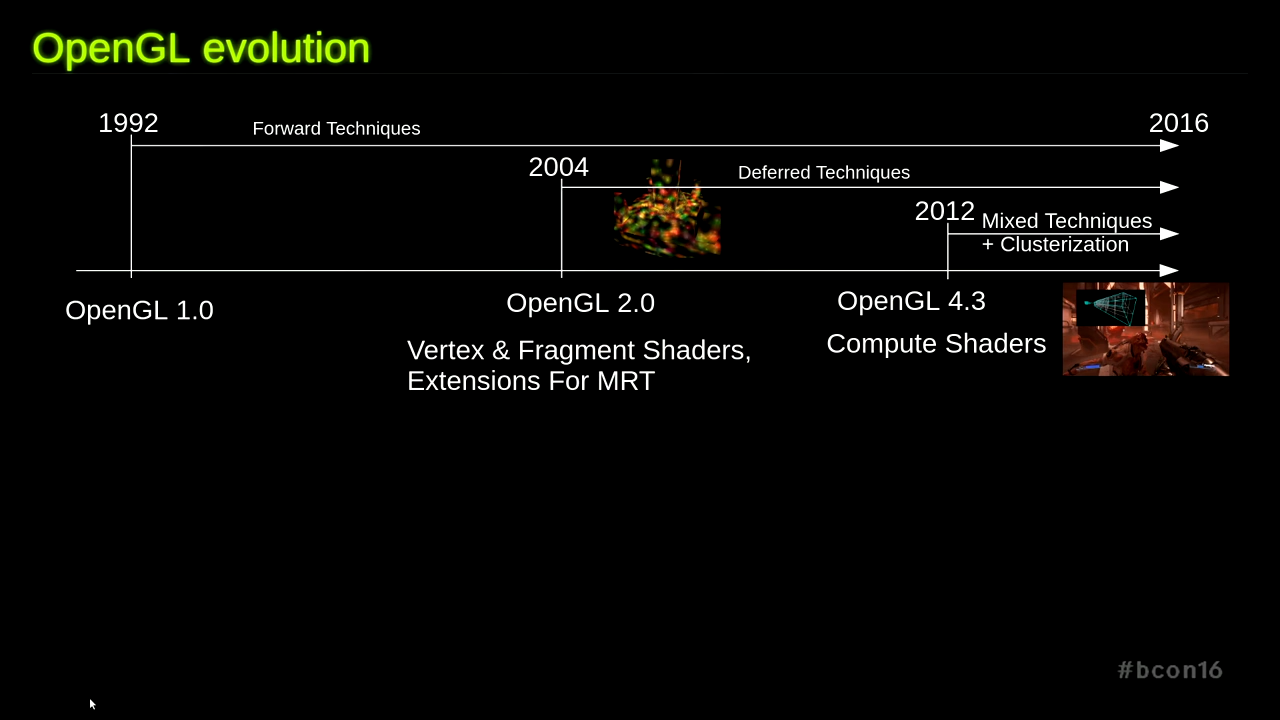 OpenGL evolution
1992
Forward Techniques
2016
2004
Deferred Techniques
2012
Mixed Techniques
+ Clusterization
OpenGL 1.0
OpenGL 2.0
OpenGL 4.3
Vertex & Fragment Shaders,
Extensions For MRT
Compute Shaders
#bcon16